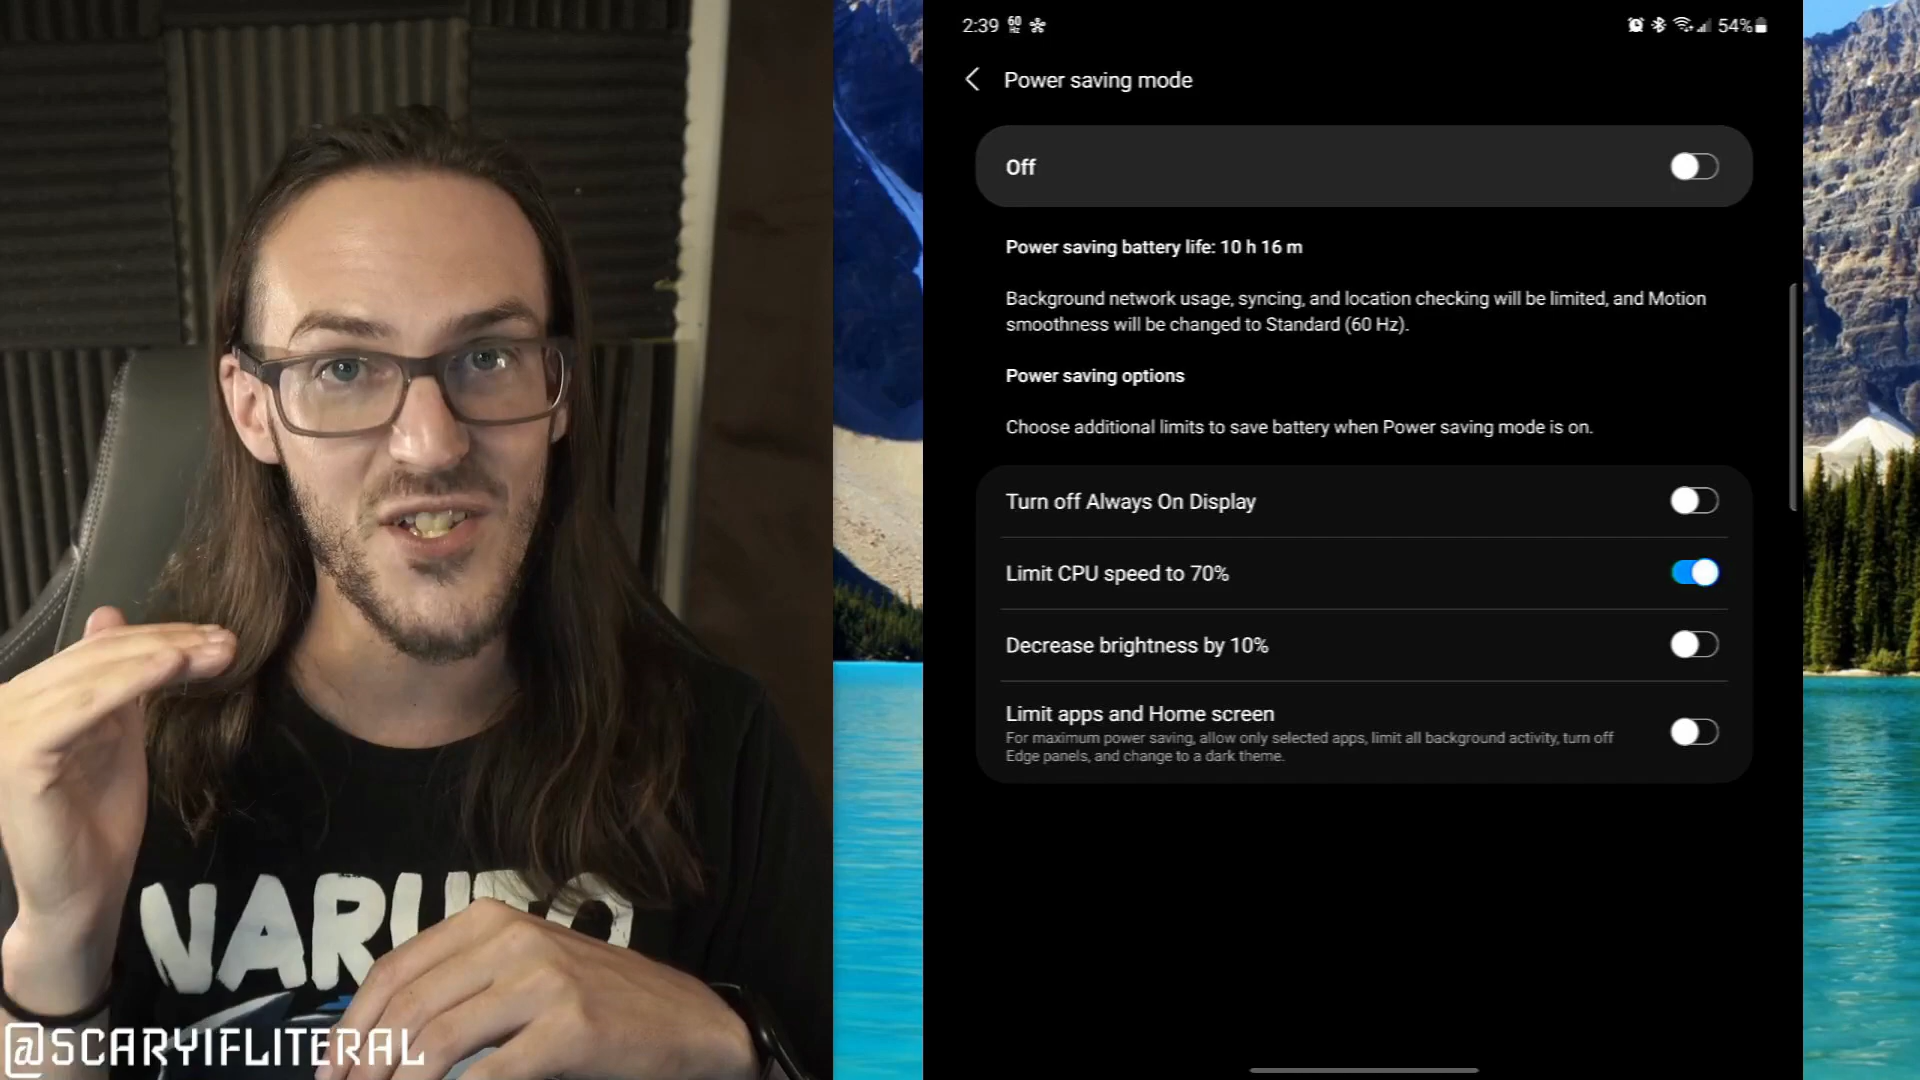 2:39 60 Hz
54%
Power saving mode
Off
Power saving battery life: 10 h 16 m
Background network usage, syncing, and location checking will be limited, and Motion
smoothness will be changed to Standard (60 Hz).
Power saving options
Choose additional limits to save battery when Power saving mode is on.
Turn off Always On Display
Limit CPU speed to 70%
Decrease brightness by 10%
Limit apps and Home screen
For maximum power saving, allow only selected apps, limit all background activity, turn off
Edge panels, and change to a dark theme.
NARUTO
@SCARYIFLITERAL